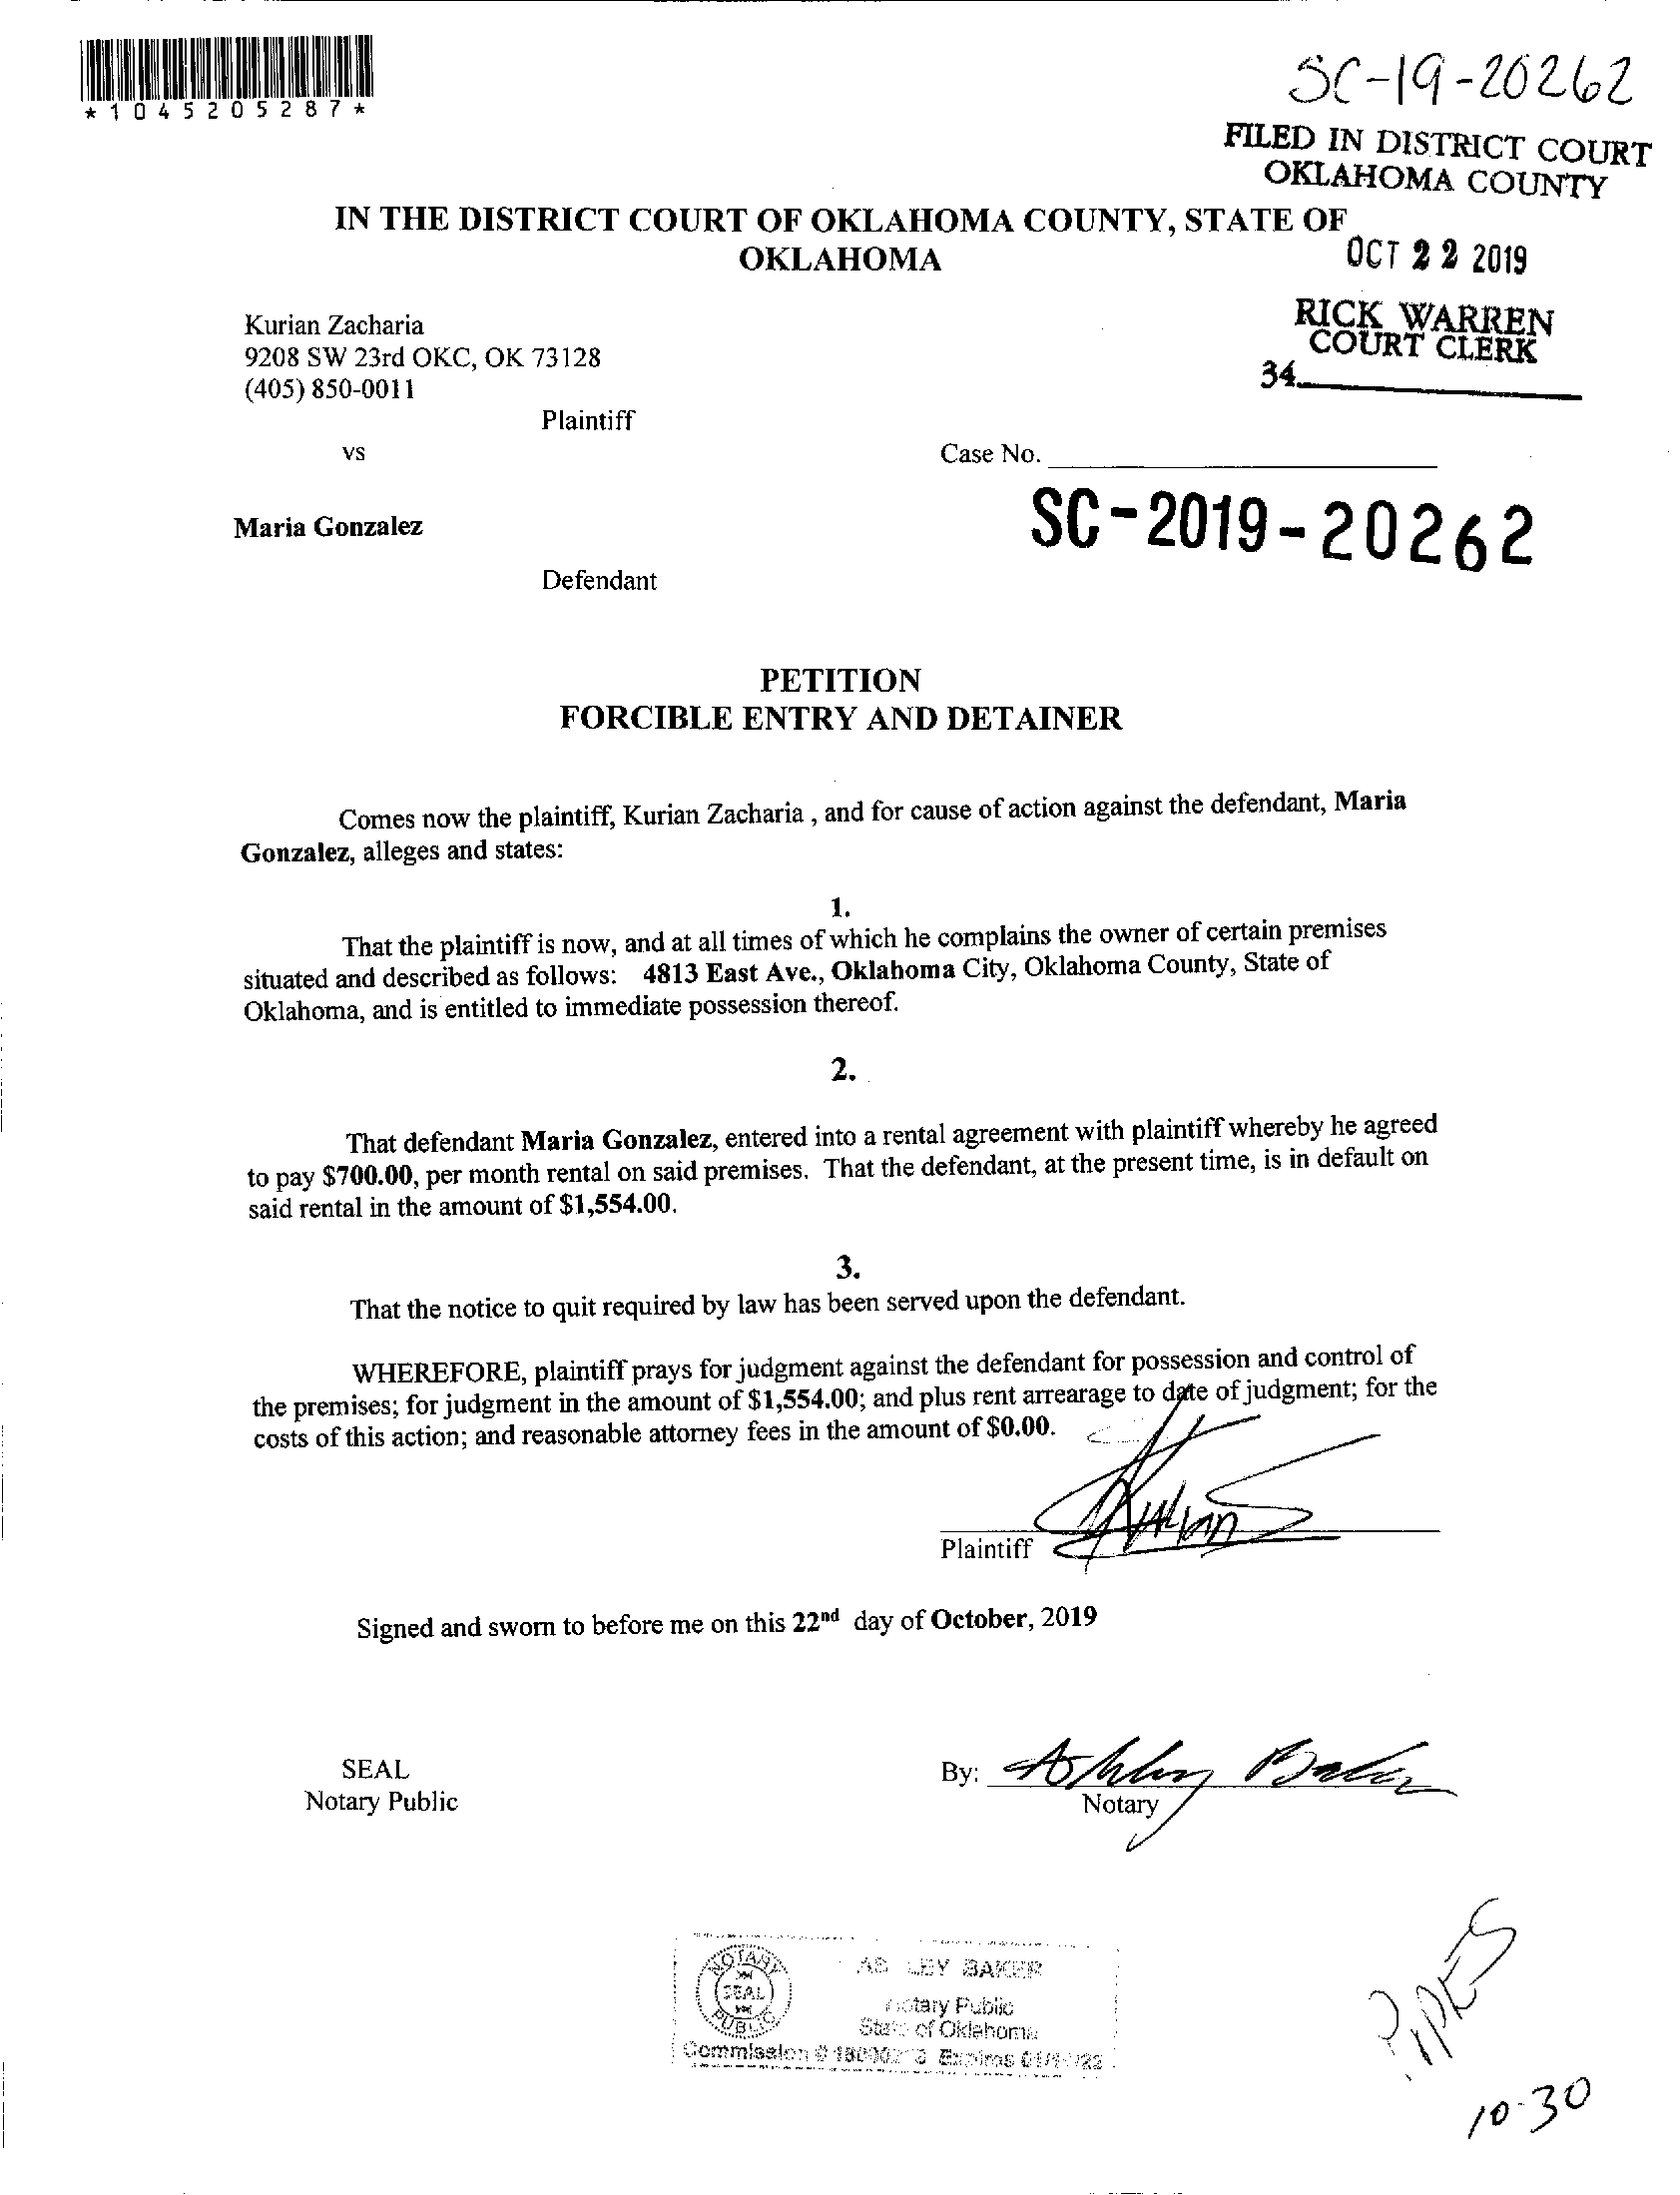 *1045205287*
SC-19-20262
FILED IN DISTRICT COURT
OKLAHOMA COUNTY
IN THE DISTRICT COURT OF OKLAHOMA COUNTY, STATE OF
OKLAHOMA
OCT 22 2019
RICK WARREN
COURT CLERK
34
Kurian Zacharia
9208 SW 23rd OKC, OK 73128
(405) 850-0011
Plaintiff
vs
Case No.
SC-2019-20262
Maria Gonzalez
Defendant
PETITION
FORCIBLE ENTRY AND DETAINER
Comes now the plaintiff, Kurian Zacharia , and for cause of action against the defendant, Maria
Gonzalez, alleges and states:
1.
That the plaintiff is now, and at all times of which he complains the owner of certain premises
situated and described as follows: 4813 East Ave., Oklahoma City, Oklahoma County, State of
Oklahoma, and is entitled to immediate possession thereof.
2.
That defendant Maria Gonzalez, entered into a rental agreement with plaintiff whereby he agreed
to pay $700.00, per month rental on said premises. That the defendant, at the present time, is in default on
said rental in the amount of $1,554.00.
3.
That the notice to quit required by law has been served upon the defendant.
WHEREFORE, plaintiff prays for judgment against the defendant for possession and control of
the premises; for judgment in the amount of $1,554.00; and plus rent arrearage to date of judgment; for the
costs of this action; and reasonable attorney fees in the amount of $0.00.
Plaintiff
Signed and sworn to before me on this 22nd day of October, 2019
SEAL
Notary Public
By: Ashley Baker
Notary
NOTARY
SEAL
PUBLIC
BAKER
Notary Public
State of Oklahoma
Commission # Expires
10-30